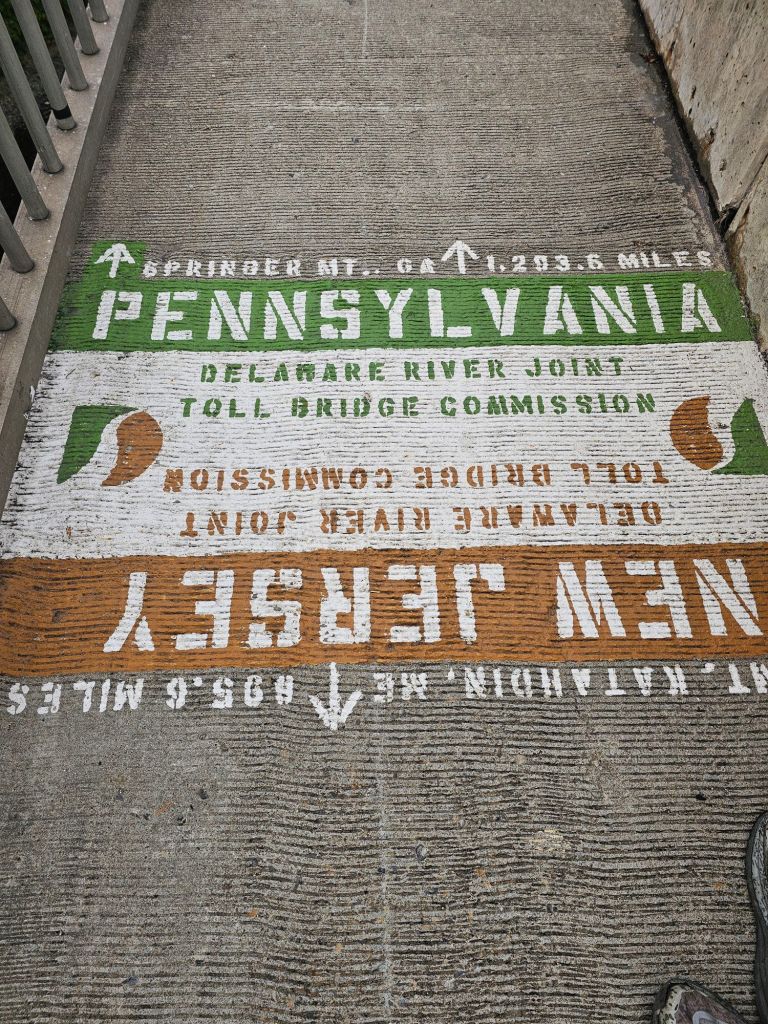 SPRINGER MT., GA ↑ 1,293.6 MILES
PENNSYLVANIA
DELAWARE RIVER JOINT
TOLL BRIDGE COMMISSION
MT. KATAHDIN, ME ↑ 895.6 MILES
NEW JERSEY
DELAWARE RIVER JOINT
TOLL BRIDGE COMMISSION